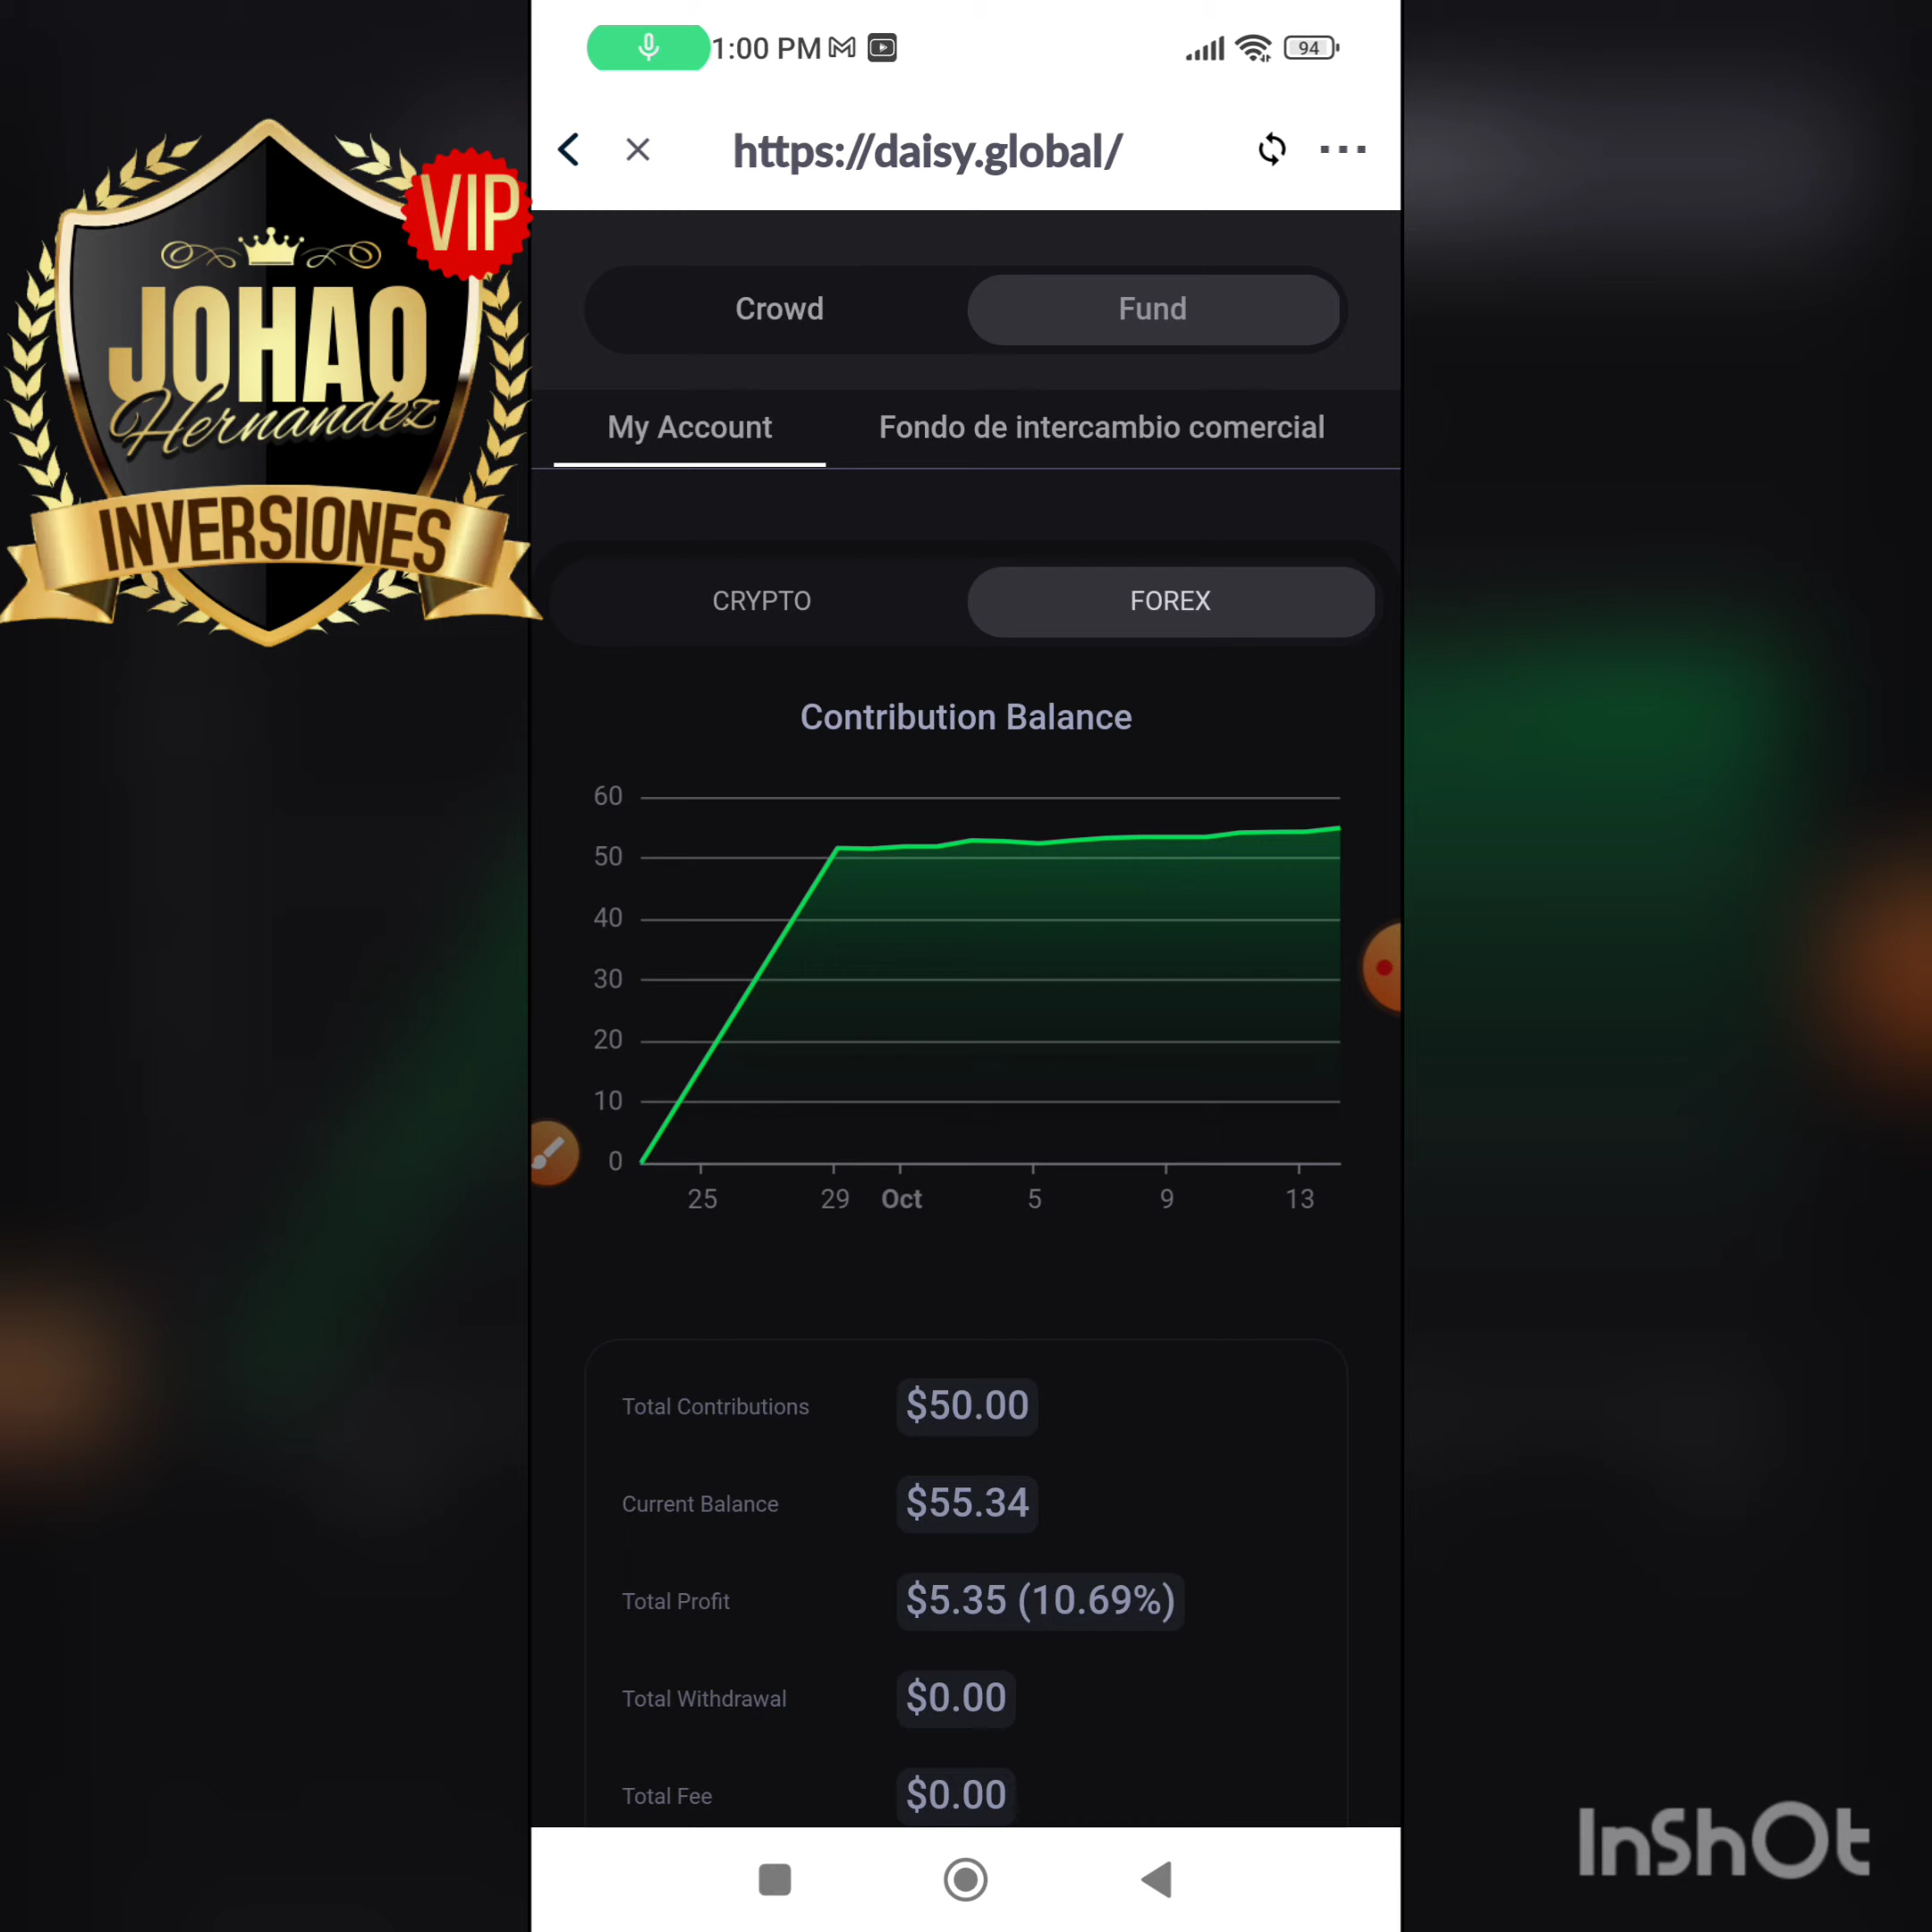 VIP
JOHAO
Hernandez
INVERSIONES
1:00 PM
94
https://daisy.global/
Crowd
Fund
My Account
Fondo de intercambio comercial
CRYPTO
FOREX
Contribution Balance
60
50
40
30
20
10
0
25 29 Oct 5 9 13
Total Contributions $50.00
Current Balance $55.34
Total Profit $5.35 (10.69%)
Total Withdrawal $0.00
Total Fee $0.00
InShOt